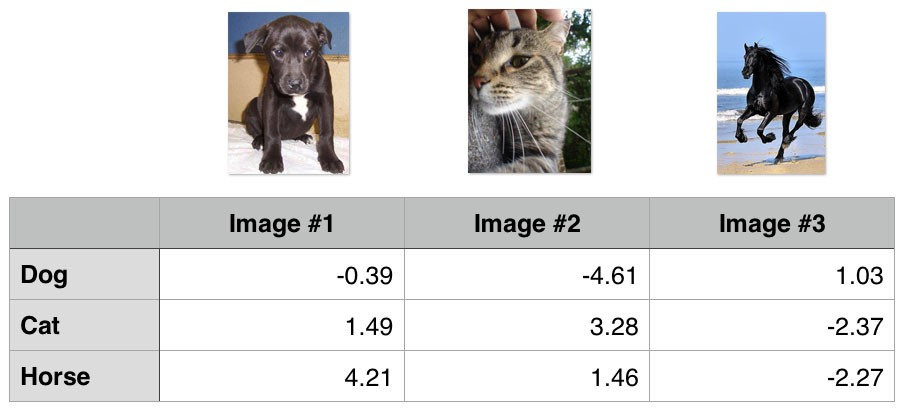 Image #1 Image #2 Image #3
Dog -0.39 -4.61 1.03
Cat 1.49 3.28 -2.37
Horse 4.21 1.46 -2.27